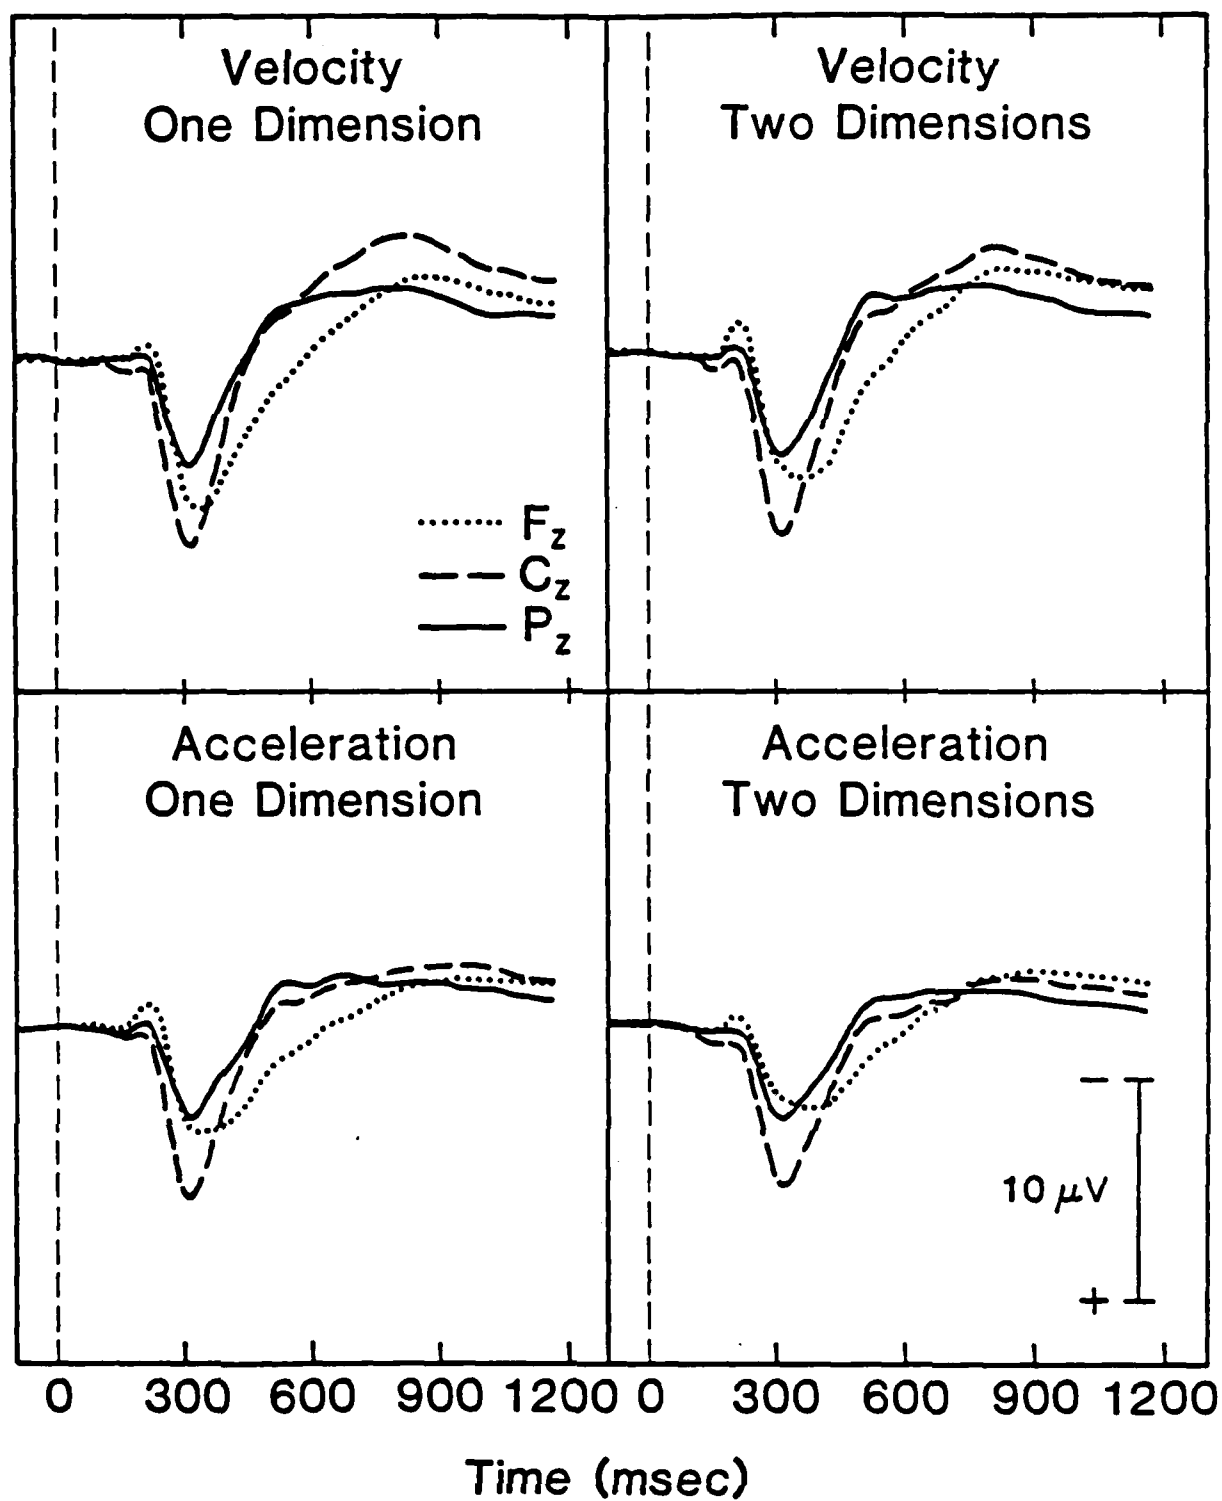 Velocity
One Dimension
Velocity
Two Dimensions
Fz
Cz
Pz
Acceleration
One Dimension
Acceleration
Two Dimensions
−
10 μV
+
0 300 600 900 1200 0 300 600 900 1200
Time (msec)